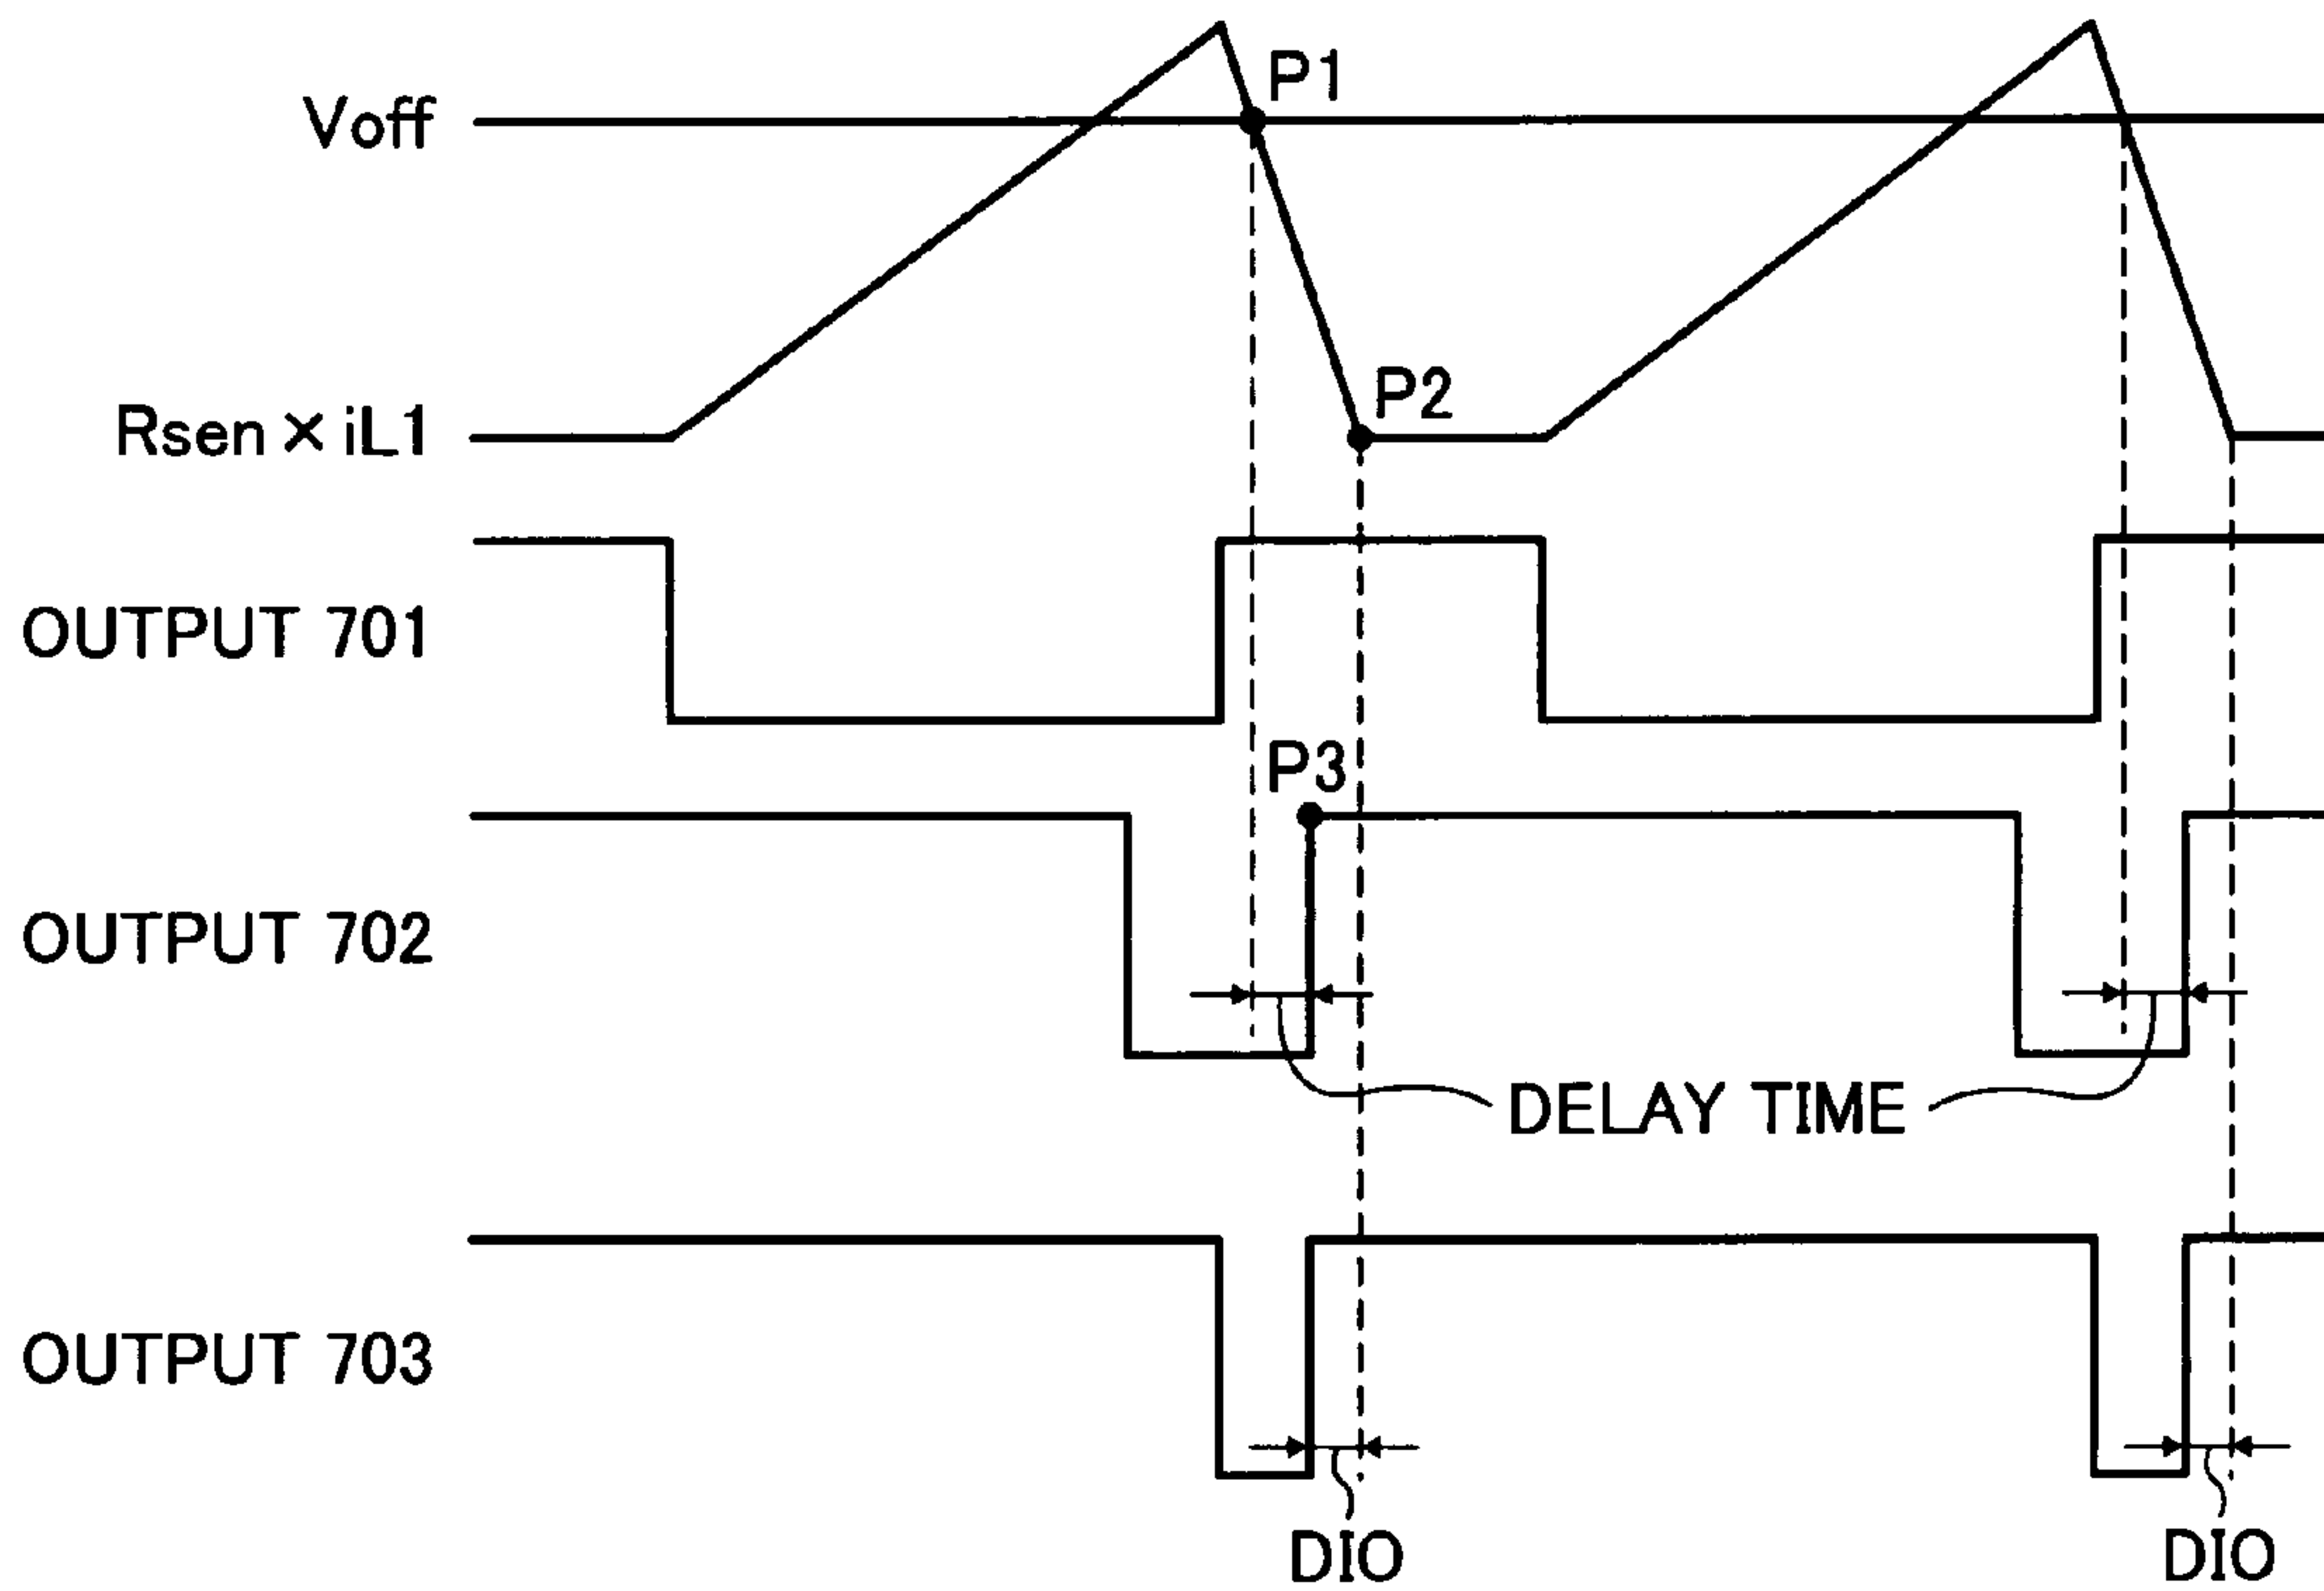 P1
Voff
P2
Rsen × iL1
OUTPUT 701
P3
OUTPUT 702
DELAY TIME
OUTPUT 703
DIO DIO